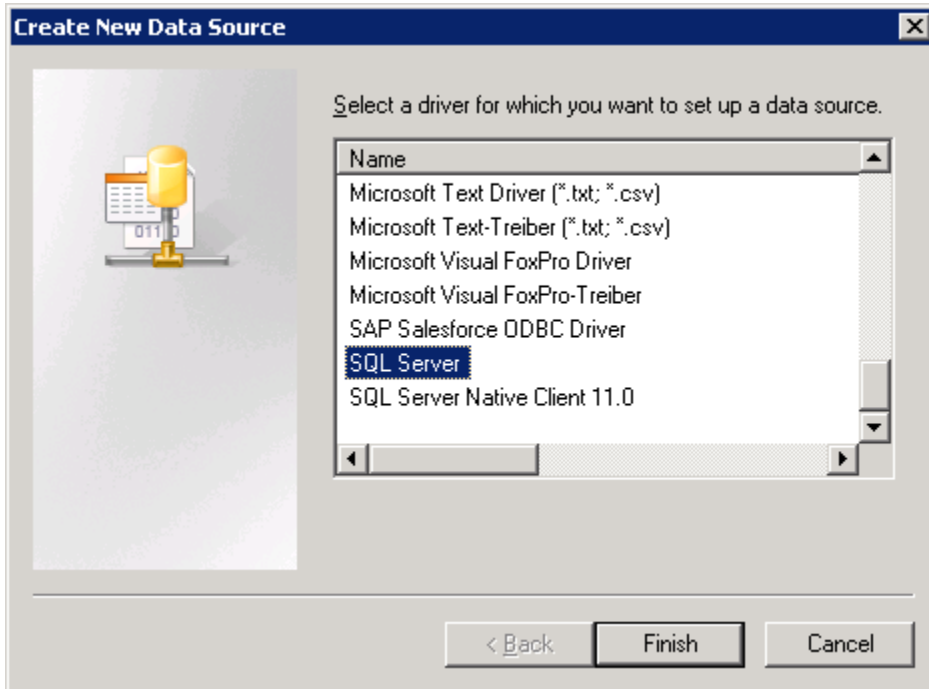 Create New Data Source
Select a driver for which you want to set up a data source.
Name
Microsoft Text Driver (*.txt; *.csv)
Microsoft Text-Treiber (*.txt; *.csv)
Microsoft Visual FoxPro Driver
Microsoft Visual FoxPro-Treiber
SAP Salesforce ODBC Driver
SQL Server
SQL Server Native Client 11.0
< Back Finish Cancel